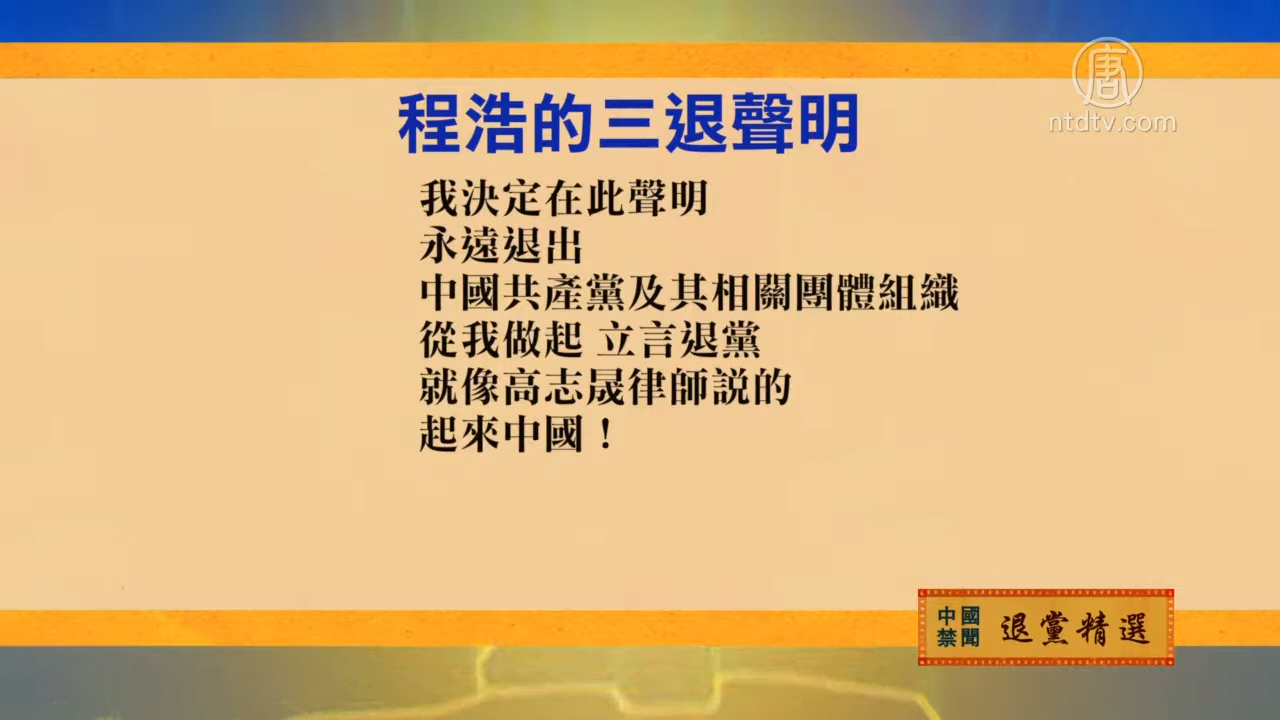 唐
ntdtv.com
程浩的三退聲明
我決定在此聲明
永遠退出
中國共產黨及其相關團體組織
從我做起 立言退黨
就像高志晟律師説的
起來中國！
中國
禁聞
退黨精選